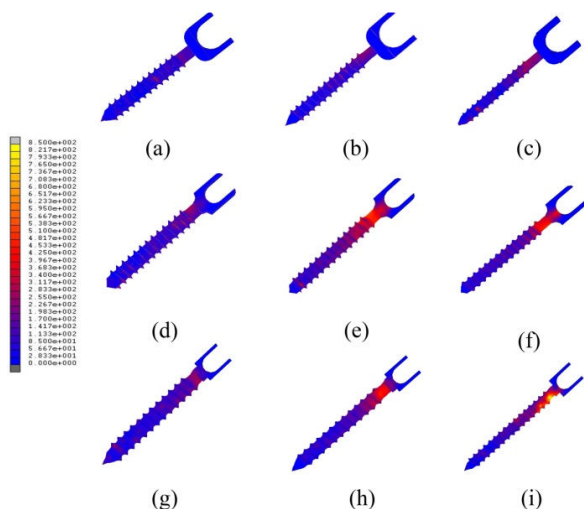 (a)
(b)
(c)
8.500e+002
8.217e+002
7.933e+002
7.650e+002
7.367e+002
7.083e+002
6.800e+002
6.517e+002
6.233e+002
5.950e+002
5.667e+002
5.383e+002
5.100e+002
4.817e+002
4.533e+002
4.250e+002
3.967e+002
3.683e+002
3.400e+002
3.117e+002
2.833e+002
2.550e+002
2.267e+002
1.983e+002
1.700e+002
1.417e+002
1.133e+002
8.500e+001
5.667e+001
2.833e+001
0.000e+000
(d)
(e)
(f)
(g)
(h)
(i)